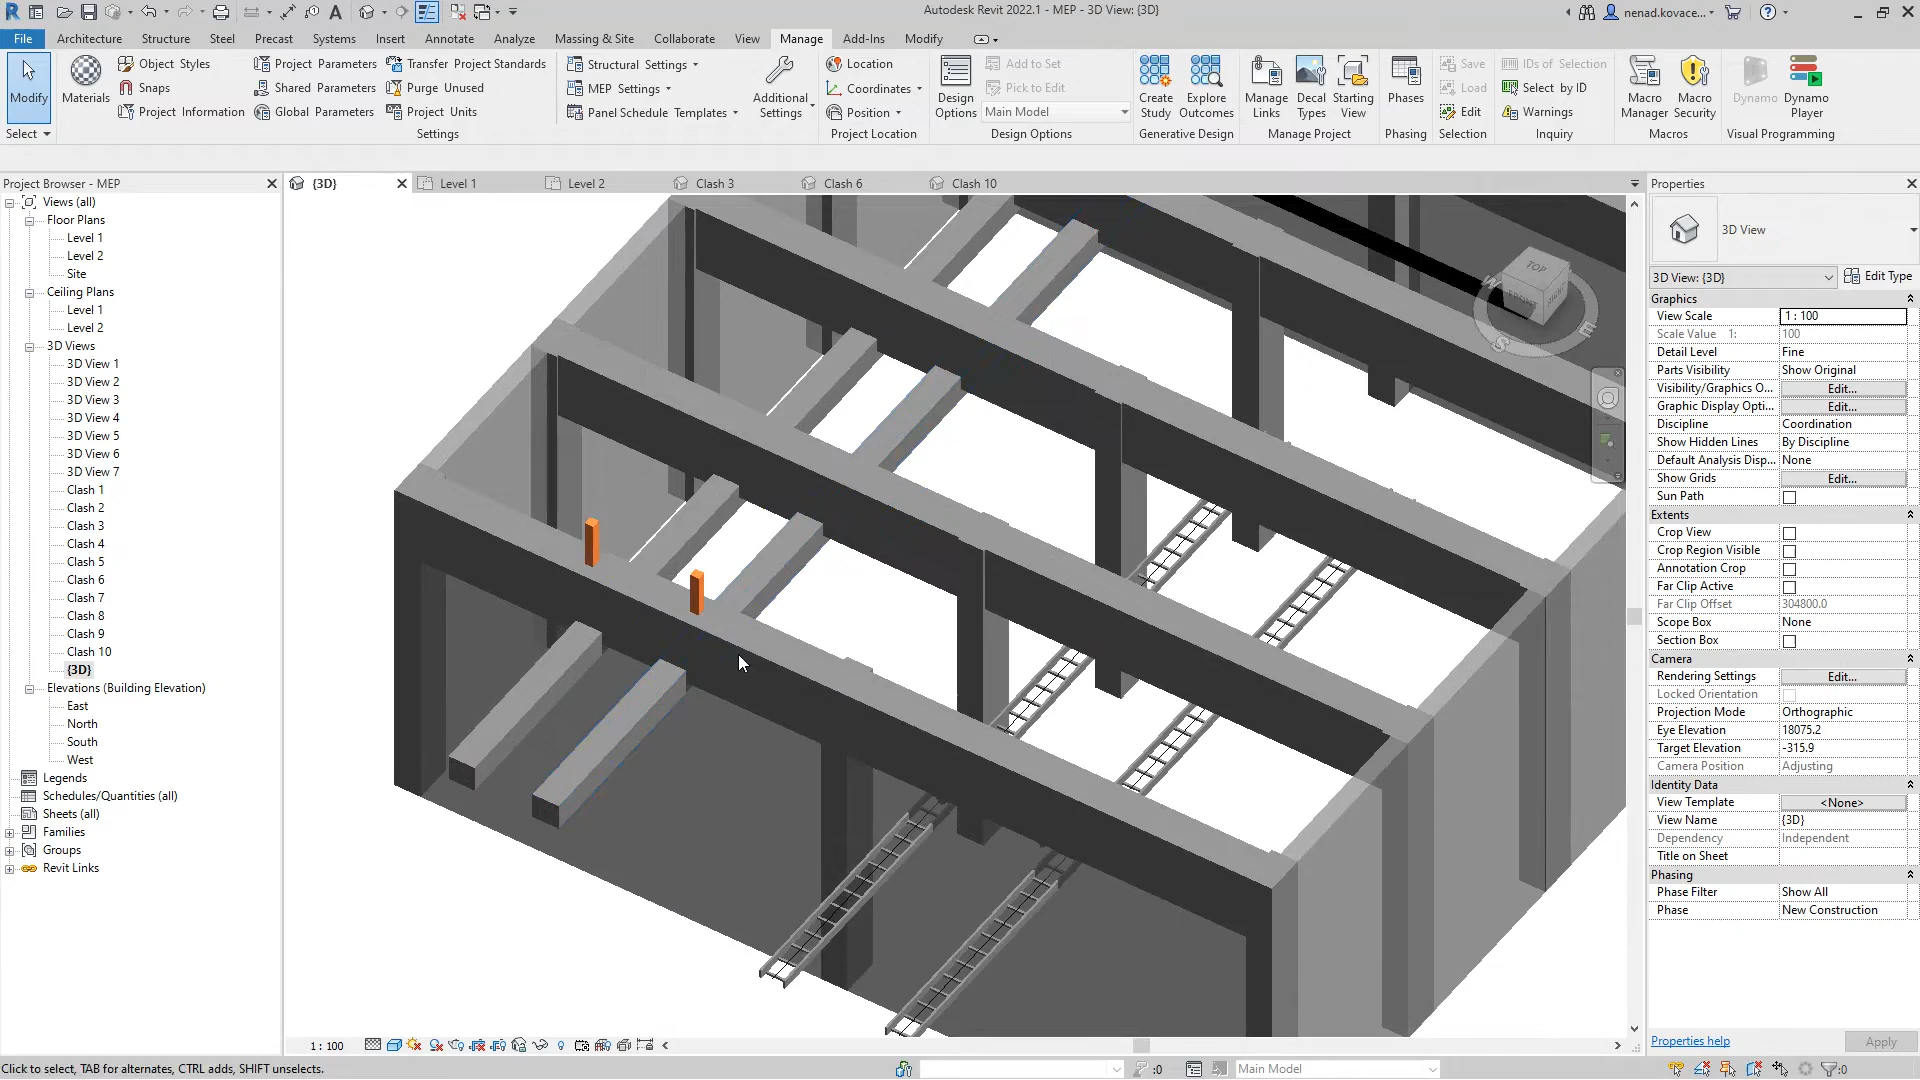 Autodesk Revit 2022.1 - MEP - 3D View: {3D}
nenad.kovace...
File Architecture Structure Steel Precast Systems Insert Annotate Analyze Massing & Site Collaborate View Manage Add-Ins Modify
Modify
Select
Materials
Object Styles
Snaps
Project Information
Project Parameters
Shared Parameters
Global Parameters
Transfer Project Standards
Purge Unused
Project Units
Settings
Structural Settings
MEP Settings
Panel Schedule Templates
Additional
Settings
Location
Coordinates
Position
Project Location
Design
Options
Add to Set
Pick to Edit
Main Model
Design Options
Create
Study
Explore
Outcomes
Generative Design
Manage
Links
Decal
Types
Starting
View
Manage Project
Phases
Phasing
Save
Load
Edit
Selection
IDs of Selection
Select by ID
Warnings
Inquiry
Macro
Manager
Macro
Security
Macros
Dynamo
Dynamo
Player
Visual Programming
Project Browser - MEP
Views (all)
Floor Plans
Level 1
Level 2
Site
Ceiling Plans
Level 1
Level 2
3D Views
3D View 1
3D View 2
3D View 3
3D View 4
3D View 5
3D View 6
3D View 7
Clash 1
Clash 2
Clash 3
Clash 4
Clash 5
Clash 6
Clash 7
Clash 8
Clash 9
Clash 10
{3D}
Elevations (Building Elevation)
East
North
South
West
Legends
Schedules/Quantities (all)
Sheets (all)
Families
Groups
Revit Links
{3D} Level 1 Level 2 Clash 3 Clash 6 Clash 10
TOP
W
E
S
1 : 100
Properties
3D View
3D View: {3D} Edit Type
Graphics
View Scale 1 : 100
Scale Value 1: 100
Detail Level Fine
Parts Visibility Show Original
Visibility/Graphics O... Edit...
Graphic Display Opti... Edit...
Discipline Coordination
Show Hidden Lines By Discipline
Default Analysis Disp... None
Show Grids Edit...
Sun Path
Extents
Crop View
Crop Region Visible
Annotation Crop
Far Clip Active
Far Clip Offset 304800.0
Scope Box None
Section Box
Camera
Rendering Settings Edit...
Locked Orientation
Projection Mode Orthographic
Eye Elevation 18075.2
Target Elevation -315.9
Camera Position Adjusting
Identity Data
View Template <None>
View Name {3D}
Dependency Independent
Title on Sheet
Phasing
Phase Filter Show All
Phase New Construction
Properties help Apply
Click to select, TAB for alternates, CTRL adds, SHIFT unselects.
:0
Main Model
:0